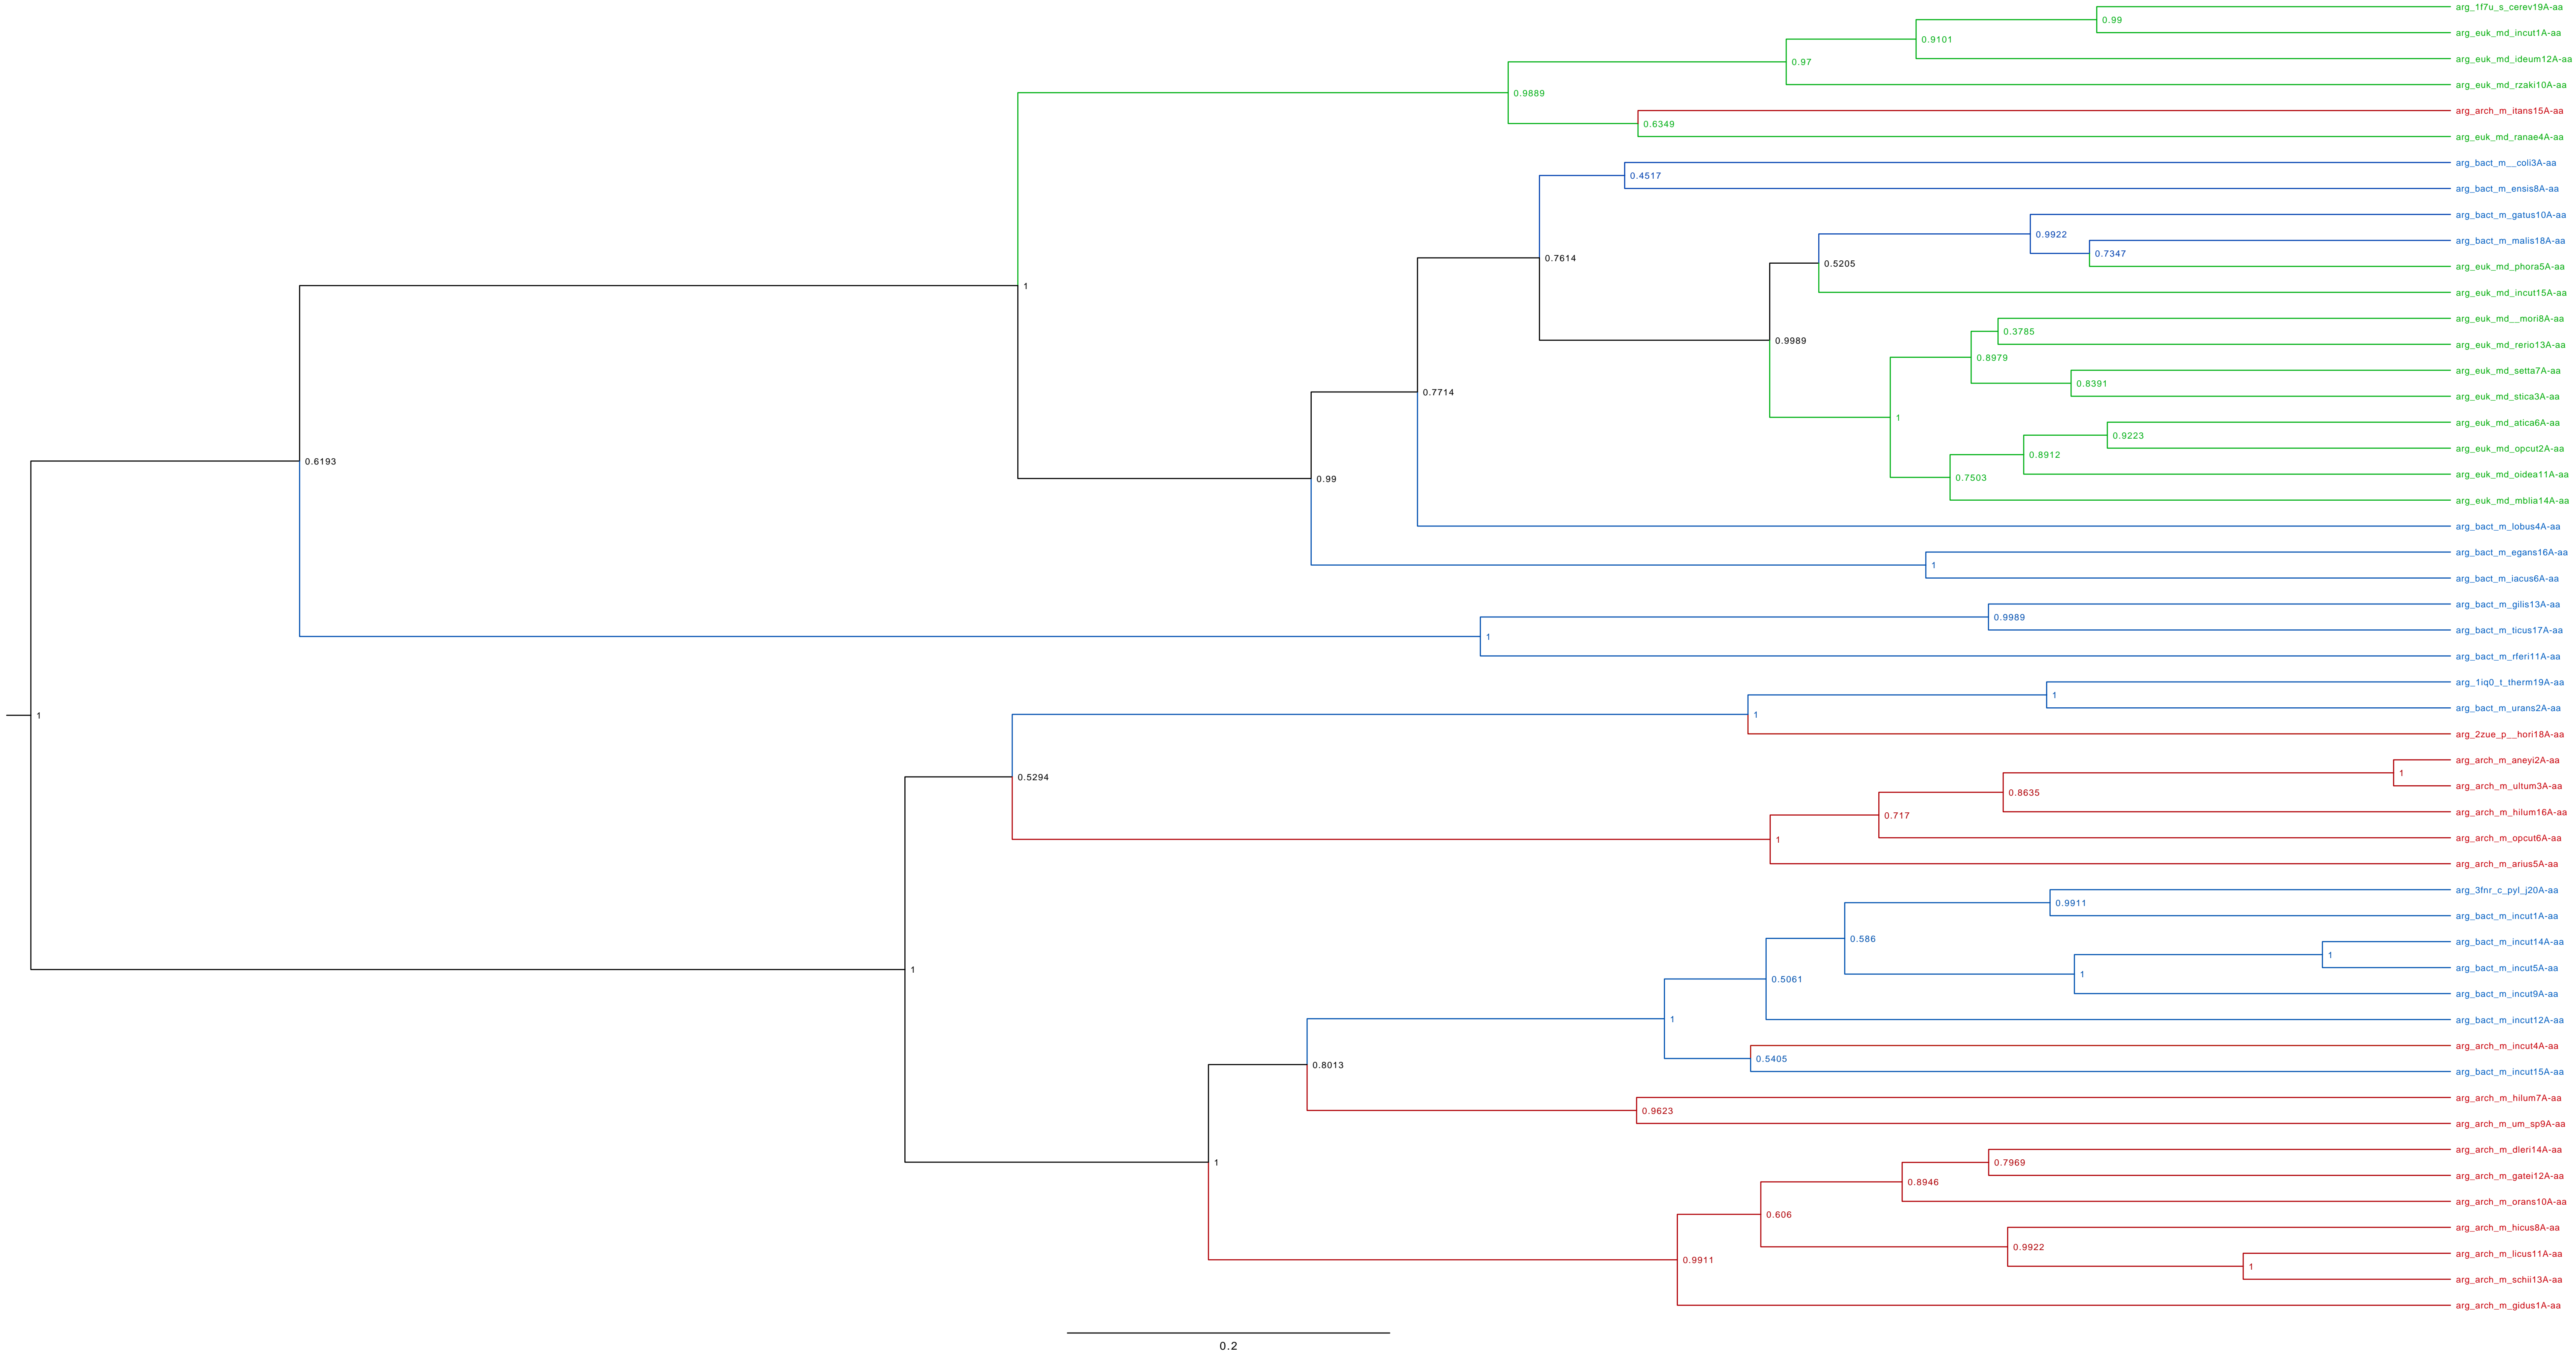 arg_1f7u_s_cerev19A-aa
0.99
arg_euk_md_incut1A-aa
0.9101
arg_euk_md_ideum12A-aa
0.97
arg_euk_md_rzaki10A-aa
0.9889
arg_arch_m_itans15A-aa
0.6349
arg_euk_md_ranae4A-aa
1
arg_bact_m__coli3A-aa
0.4517
arg_bact_m_ensis8A-aa
0.7614
arg_bact_m_gatus10A-aa
0.9922
arg_bact_m_malis18A-aa
0.7347
arg_euk_md_phora5A-aa
0.5205
arg_euk_md_incut15A-aa
0.9989
arg_euk_md__mori8A-aa
0.3785
arg_euk_md_rerio13A-aa
0.8979
arg_euk_md_setta7A-aa
0.8391
arg_euk_md_stica3A-aa
0.7714
1
arg_euk_md_atica6A-aa
0.9223
arg_euk_md_opcut2A-aa
0.8912
arg_euk_md_oidea11A-aa
0.7503
arg_euk_md_mblia14A-aa
0.6193
0.99
arg_bact_m_lobus4A-aa
arg_bact_m_egans16A-aa
1
arg_bact_m_iacus6A-aa
arg_bact_m_gilis13A-aa
0.9989
arg_bact_m_ticus17A-aa
1
arg_bact_m_rferi11A-aa
arg_1iq0_t_therm19A-aa
1
arg_bact_m_urans2A-aa
1
1
arg_2zue_p__hori18A-aa
arg_arch_m_aneyi2A-aa
1
0.5294
arg_arch_m_ultum3A-aa
0.8635
arg_arch_m_hilum16A-aa
0.717
arg_arch_m_opcut6A-aa
1
arg_arch_m_arius5A-aa
arg_3fnr_c_pyl_j20A-aa
0.9911
arg_bact_m_incut1A-aa
0.586
arg_bact_m_incut14A-aa
1
arg_bact_m_incut5A-aa
1
1
0.5061
arg_bact_m_incut9A-aa
1
arg_bact_m_incut12A-aa
arg_arch_m_incut4A-aa
0.5405
0.8013
arg_bact_m_incut15A-aa
arg_arch_m_hilum7A-aa
0.9623
arg_arch_m_um_sp9A-aa
1
arg_arch_m_dleri14A-aa
0.7969
arg_arch_m_gatei12A-aa
0.8946
arg_arch_m_orans10A-aa
0.606
arg_arch_m_hicus8A-aa
0.9922
arg_arch_m_licus11A-aa
0.9911
1
arg_arch_m_schii13A-aa
arg_arch_m_gidus1A-aa
0.2